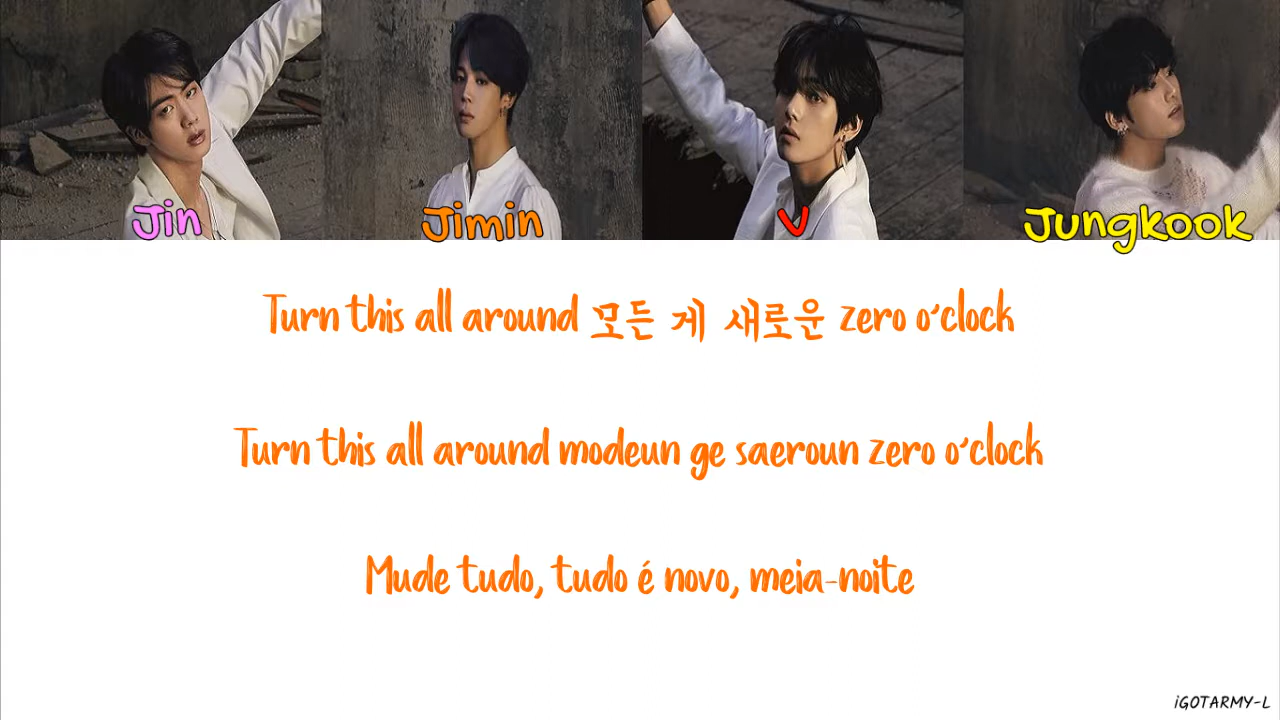 Jin Jimin V Jungkook
Turn this all around 모든 게 새로운 zero o'clock
Turn this all around modeun ge saeroun zero o'clock
Mude tudo, tudo é novo, meia-noite
iGOTARMY-L